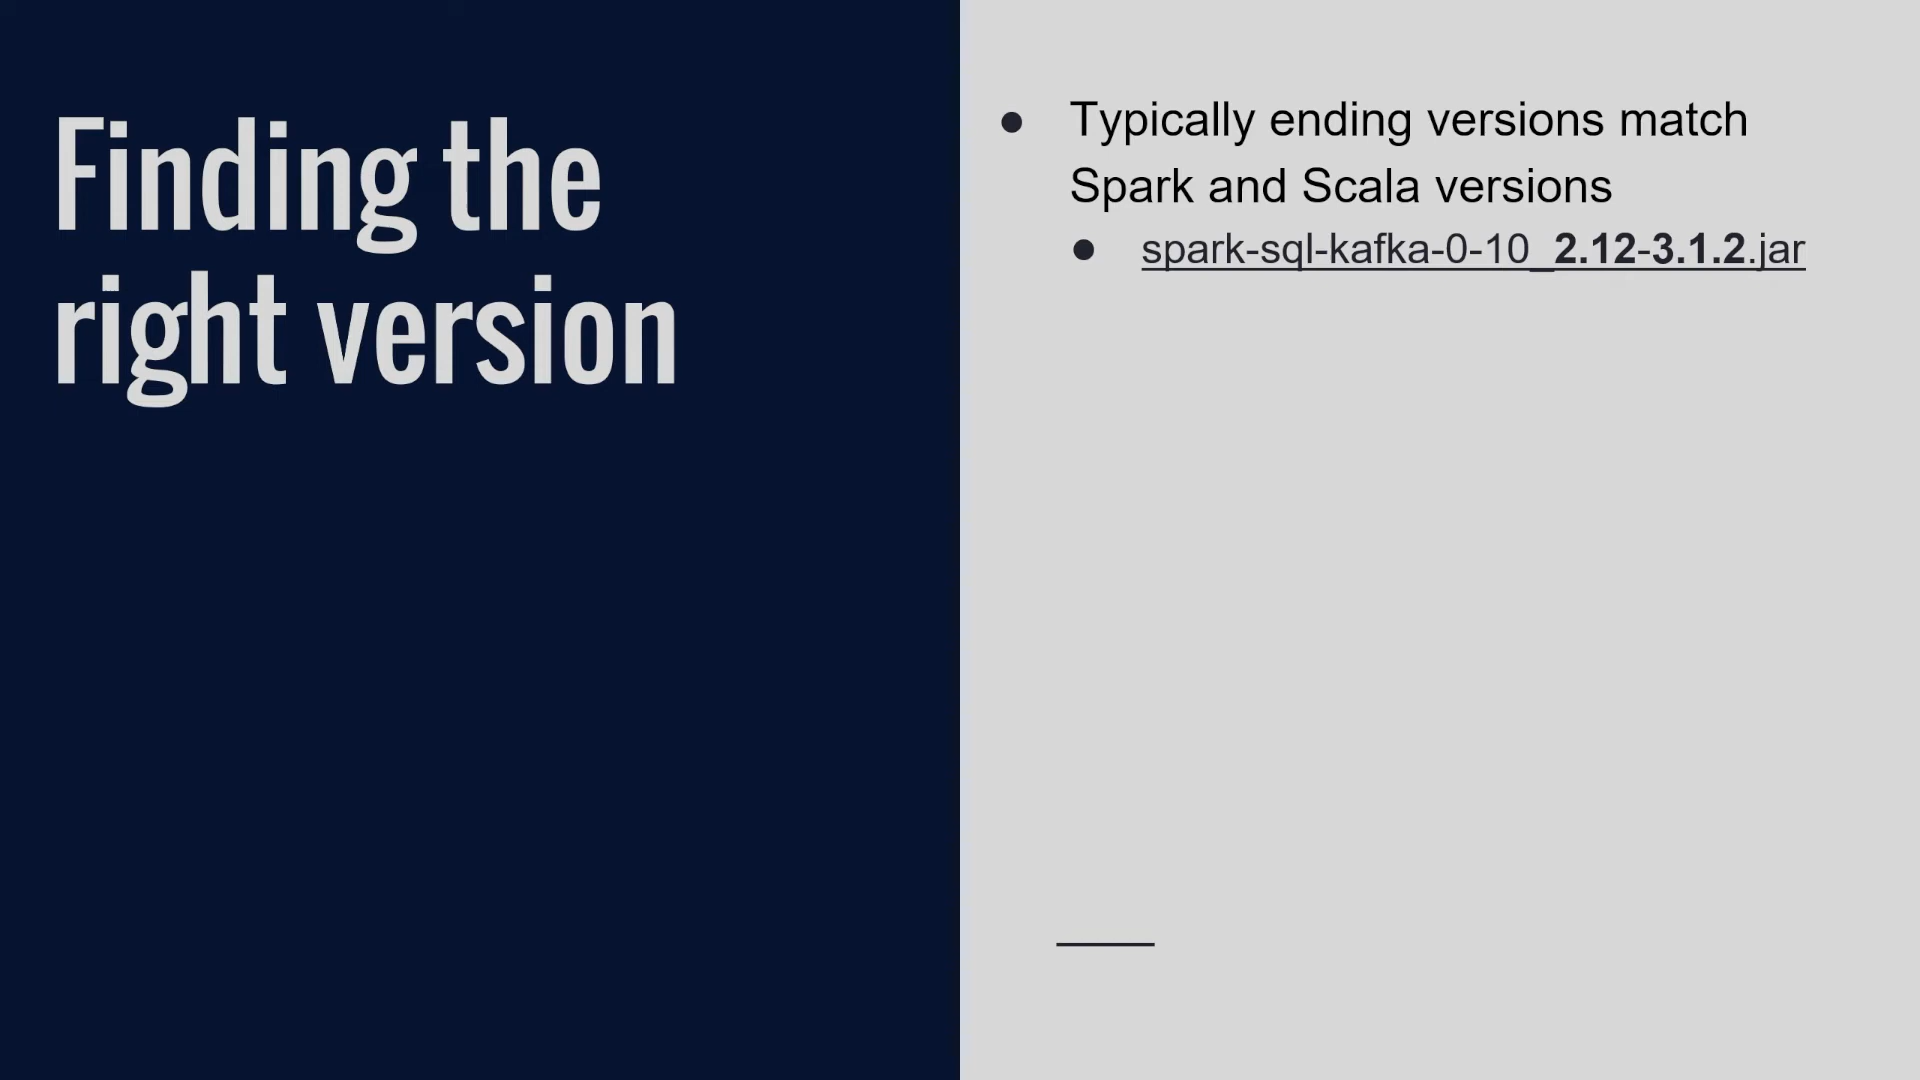 Finding the
right version
● Typically ending versions match
Spark and Scala versions
● spark-sql-kafka-0-10_2.12-3.1.2.jar